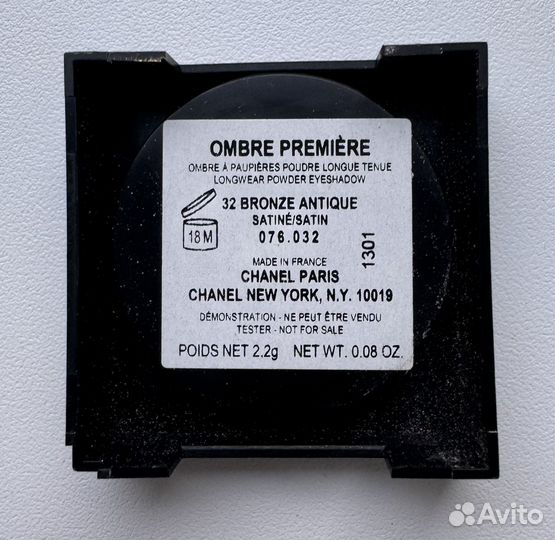 OMBRE PREMIÈRE
OMBRE À PAUPIÈRES POUDRE LONGUE TENUE
LONGWEAR POWDER EYESHADOW
32 BRONZE ANTIQUE
SATINÉ/SATIN
076.032
18 M
1301
MADE IN FRANCE
CHANEL PARIS
CHANEL NEW YORK, N.Y. 10019
DÉMONSTRATION - NE PEUT ÊTRE VENDU
TESTER - NOT FOR SALE
POIDS NET 2.2g NET WT. 0.08 OZ.
Avito